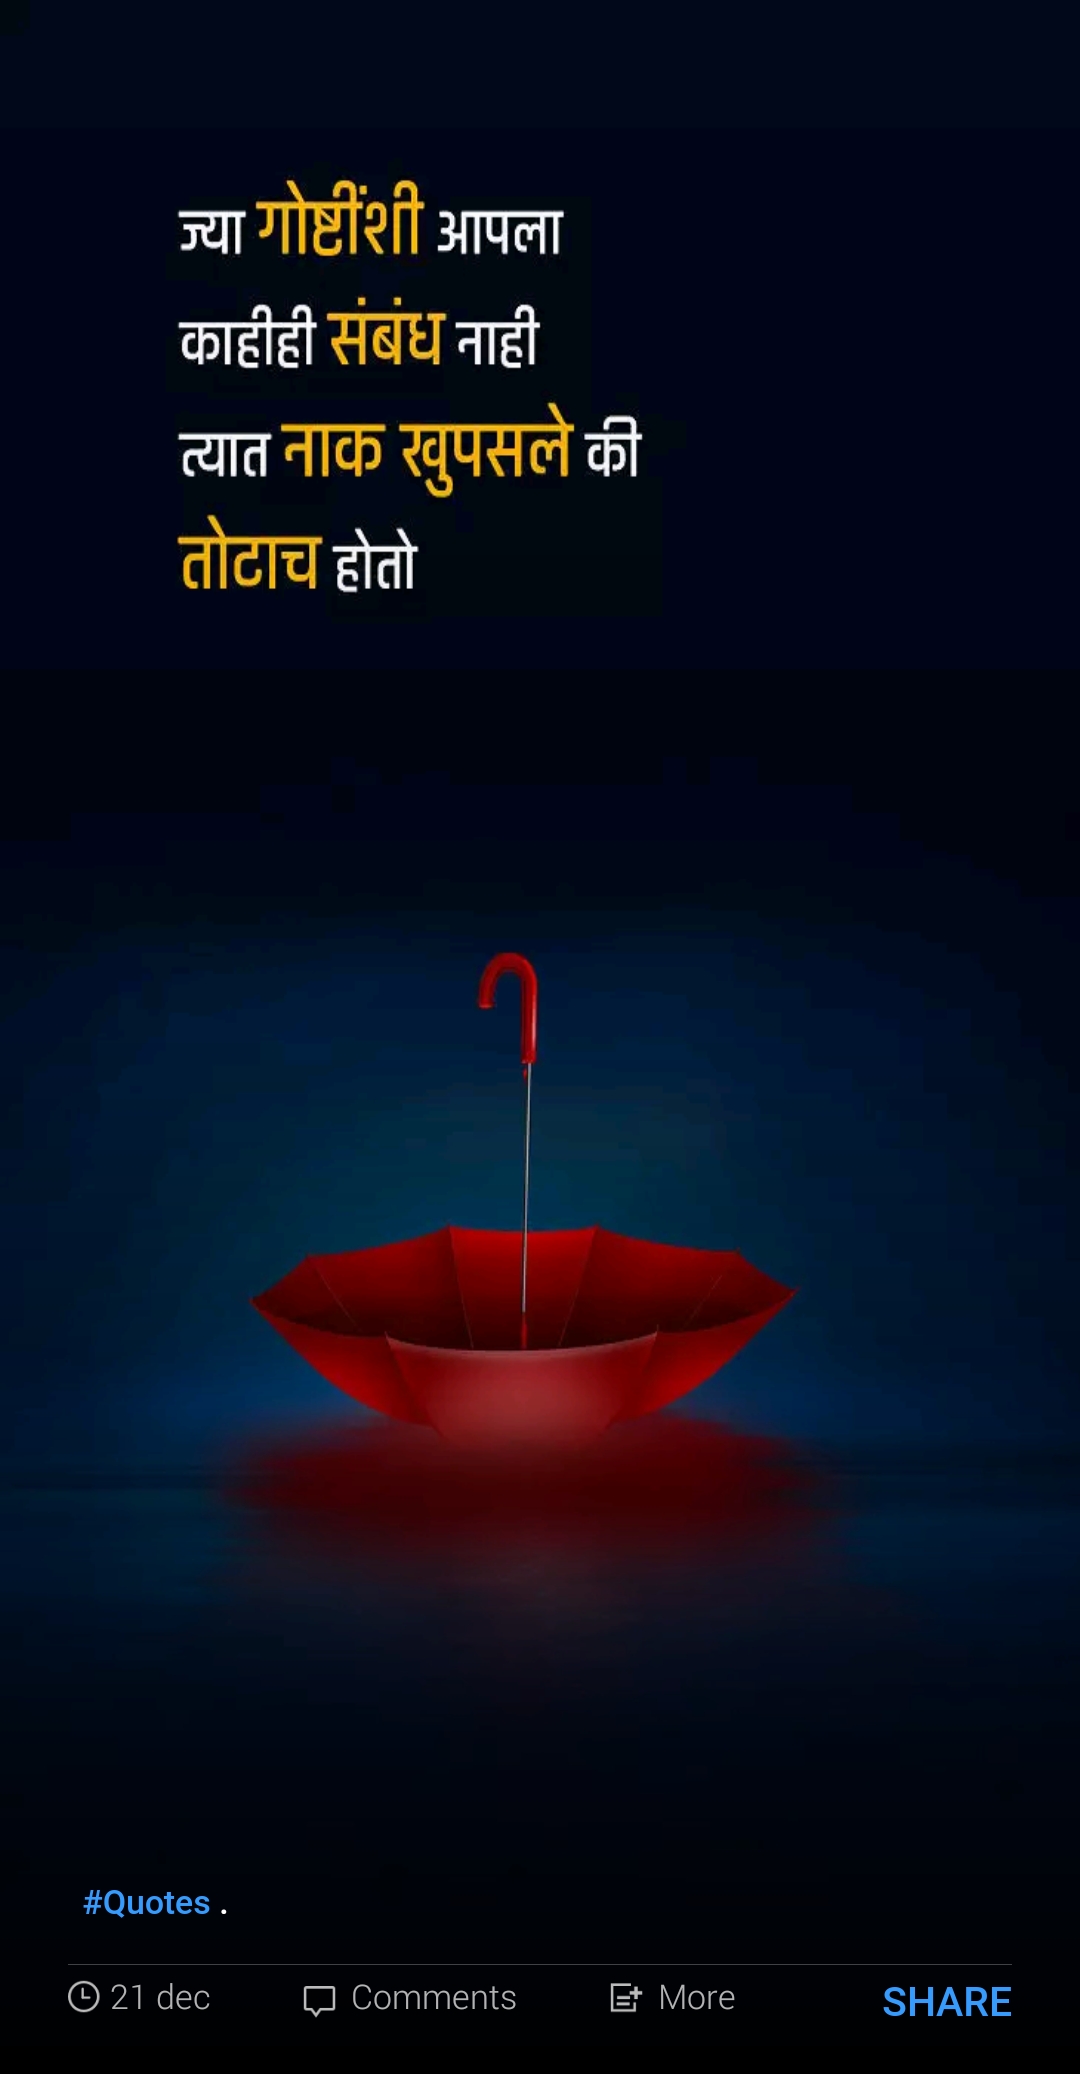 ज्या गोष्टींशी आपला
काहीही संबंध नाही
त्यात नाक खुपसले की
तोटाच होतो
#Quotes .
21 dec Comments More SHARE